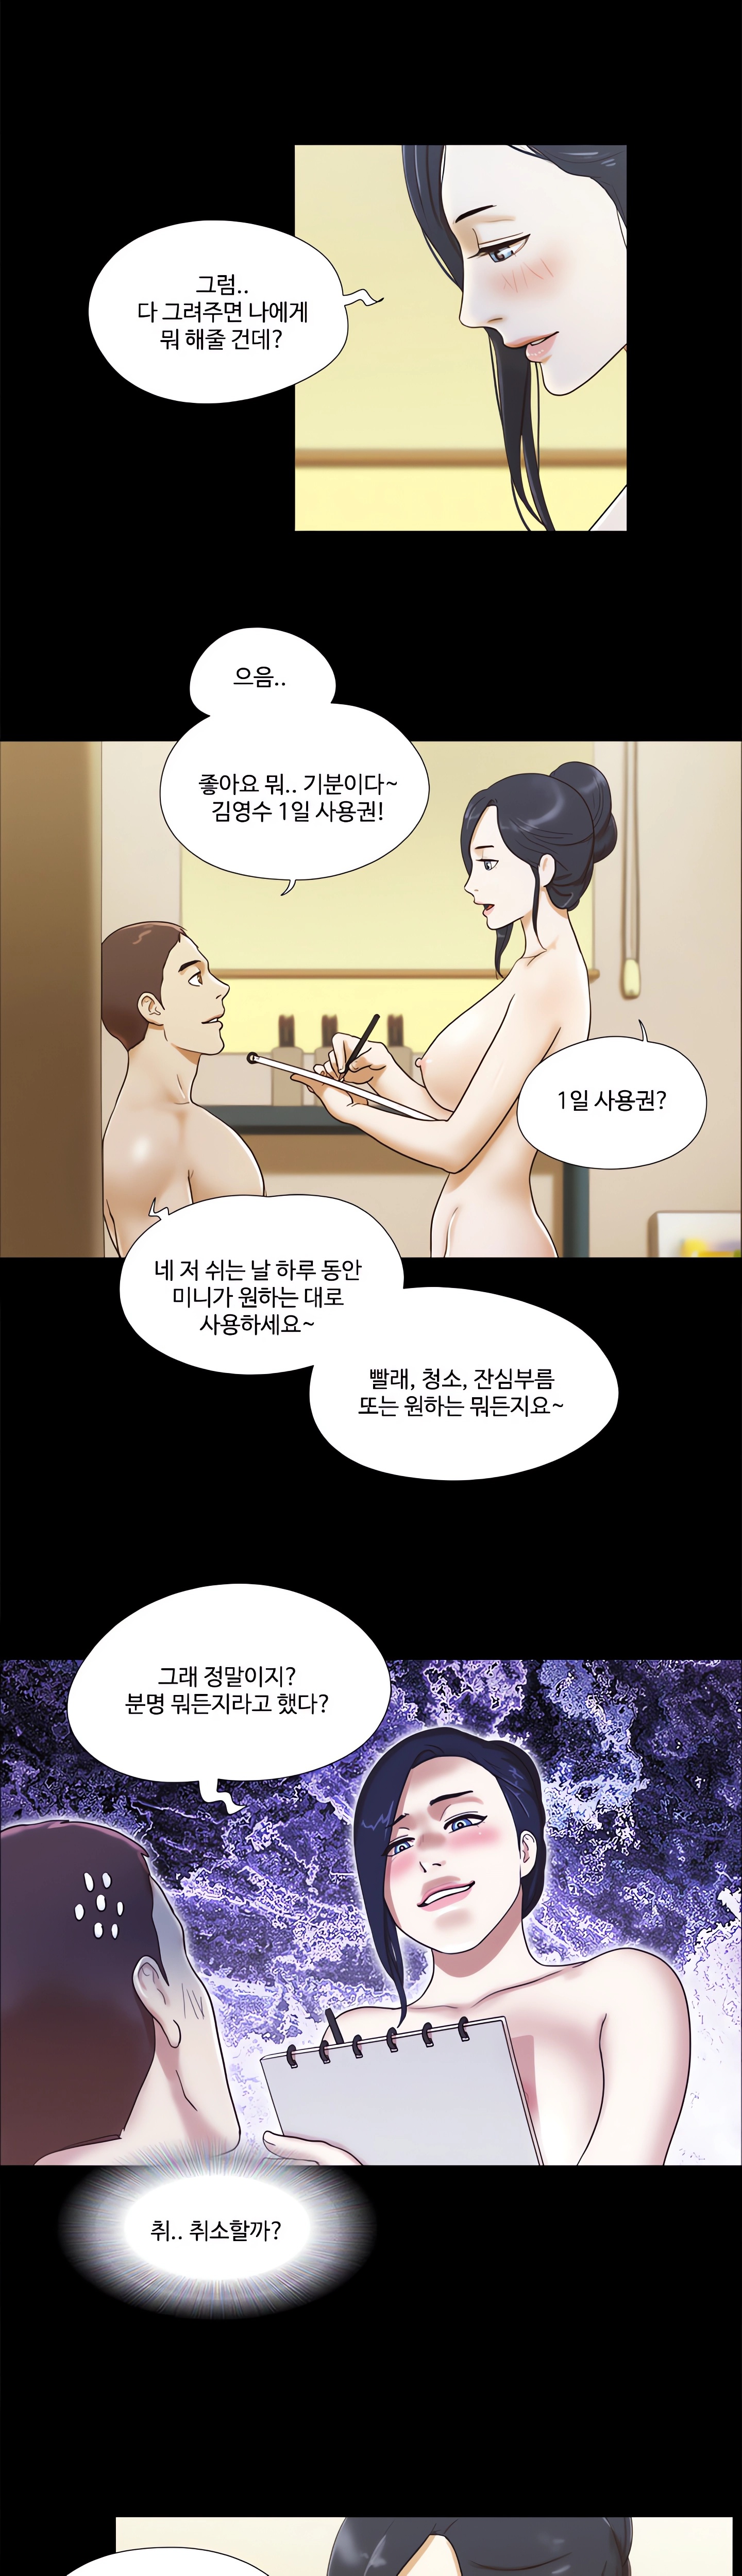 그럼..
다 그려주면 나에게
뭐 해줄 건데?
으음..
좋아요 뭐.. 기분이다~
김영수 1일 사용권!
1일 사용권?
네 저 쉬는 날 하루 동안
미니가 원하는 대로
사용하세요~
빨래, 청소, 잔심부름
또는 원하는 뭐든지요~
그래 정말이지?
분명 뭐든지라고 했다?
취.. 취소할까?